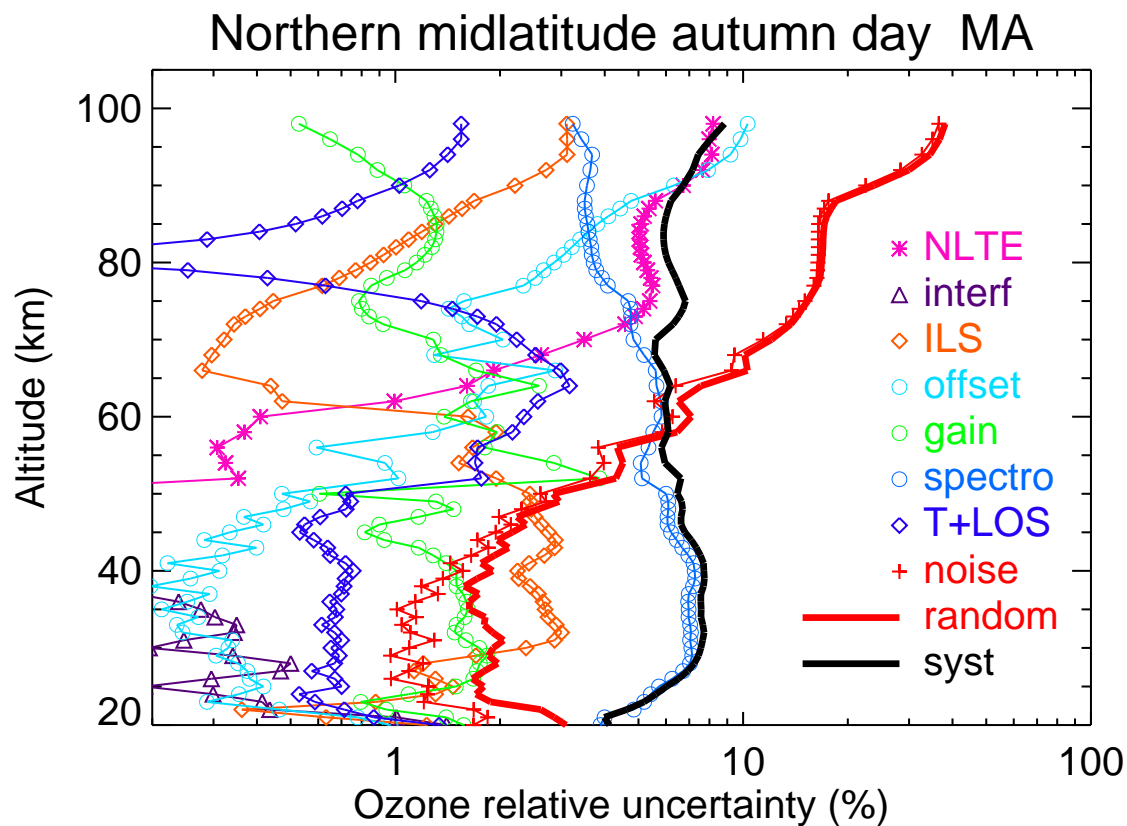 Northern midlatitude autumn day MA
100
80
60
40
20
Altitude (km)
NLTE
interf
ILS
offset
gain
spectro
T+LOS
noise
random
syst
1
10
100
Ozone relative uncertainty (%)